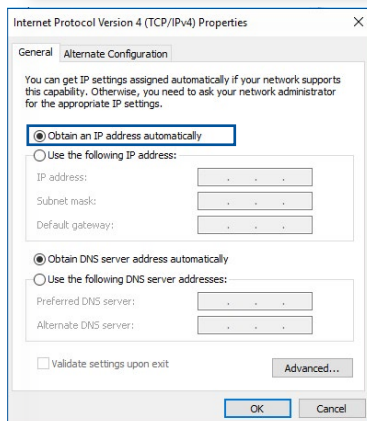 Internet Protocol Version 4 (TCP/IPv4) Properties
General
Alternate Configuration
You can get IP settings assigned automatically if your network supports
this capability. Otherwise, you need to ask your network administrator
for the appropriate IP settings.
Obtain an IP address automatically
Use the following IP address:
IP address:
Subnet mask:
Default gateway:
Obtain DNS server address automatically
Use the following DNS server addresses:
Preferred DNS server:
Alternate DNS server:
Validate settings upon exit
Advanced...
OK
Cancel